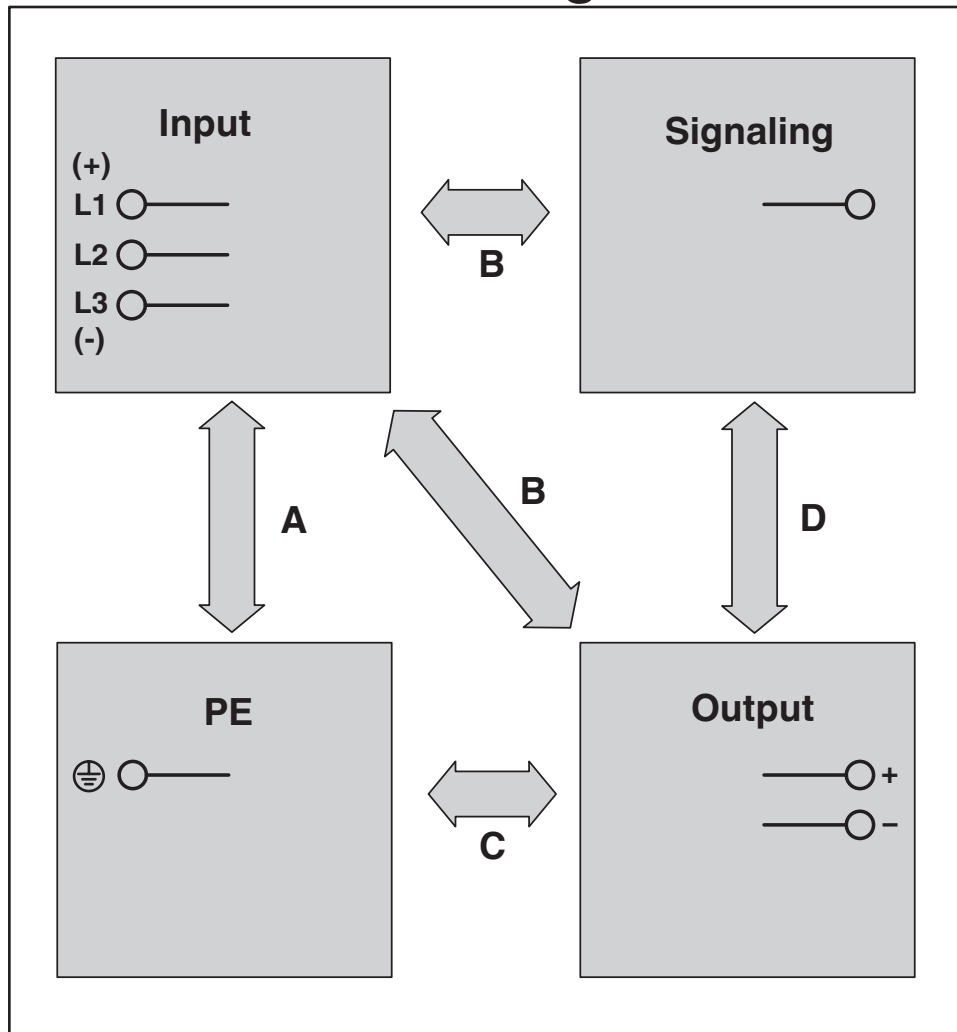 Input
(+)
L1
L2
L3
(-)
Signaling
B
A
B
D
PE
Output
+
–
C